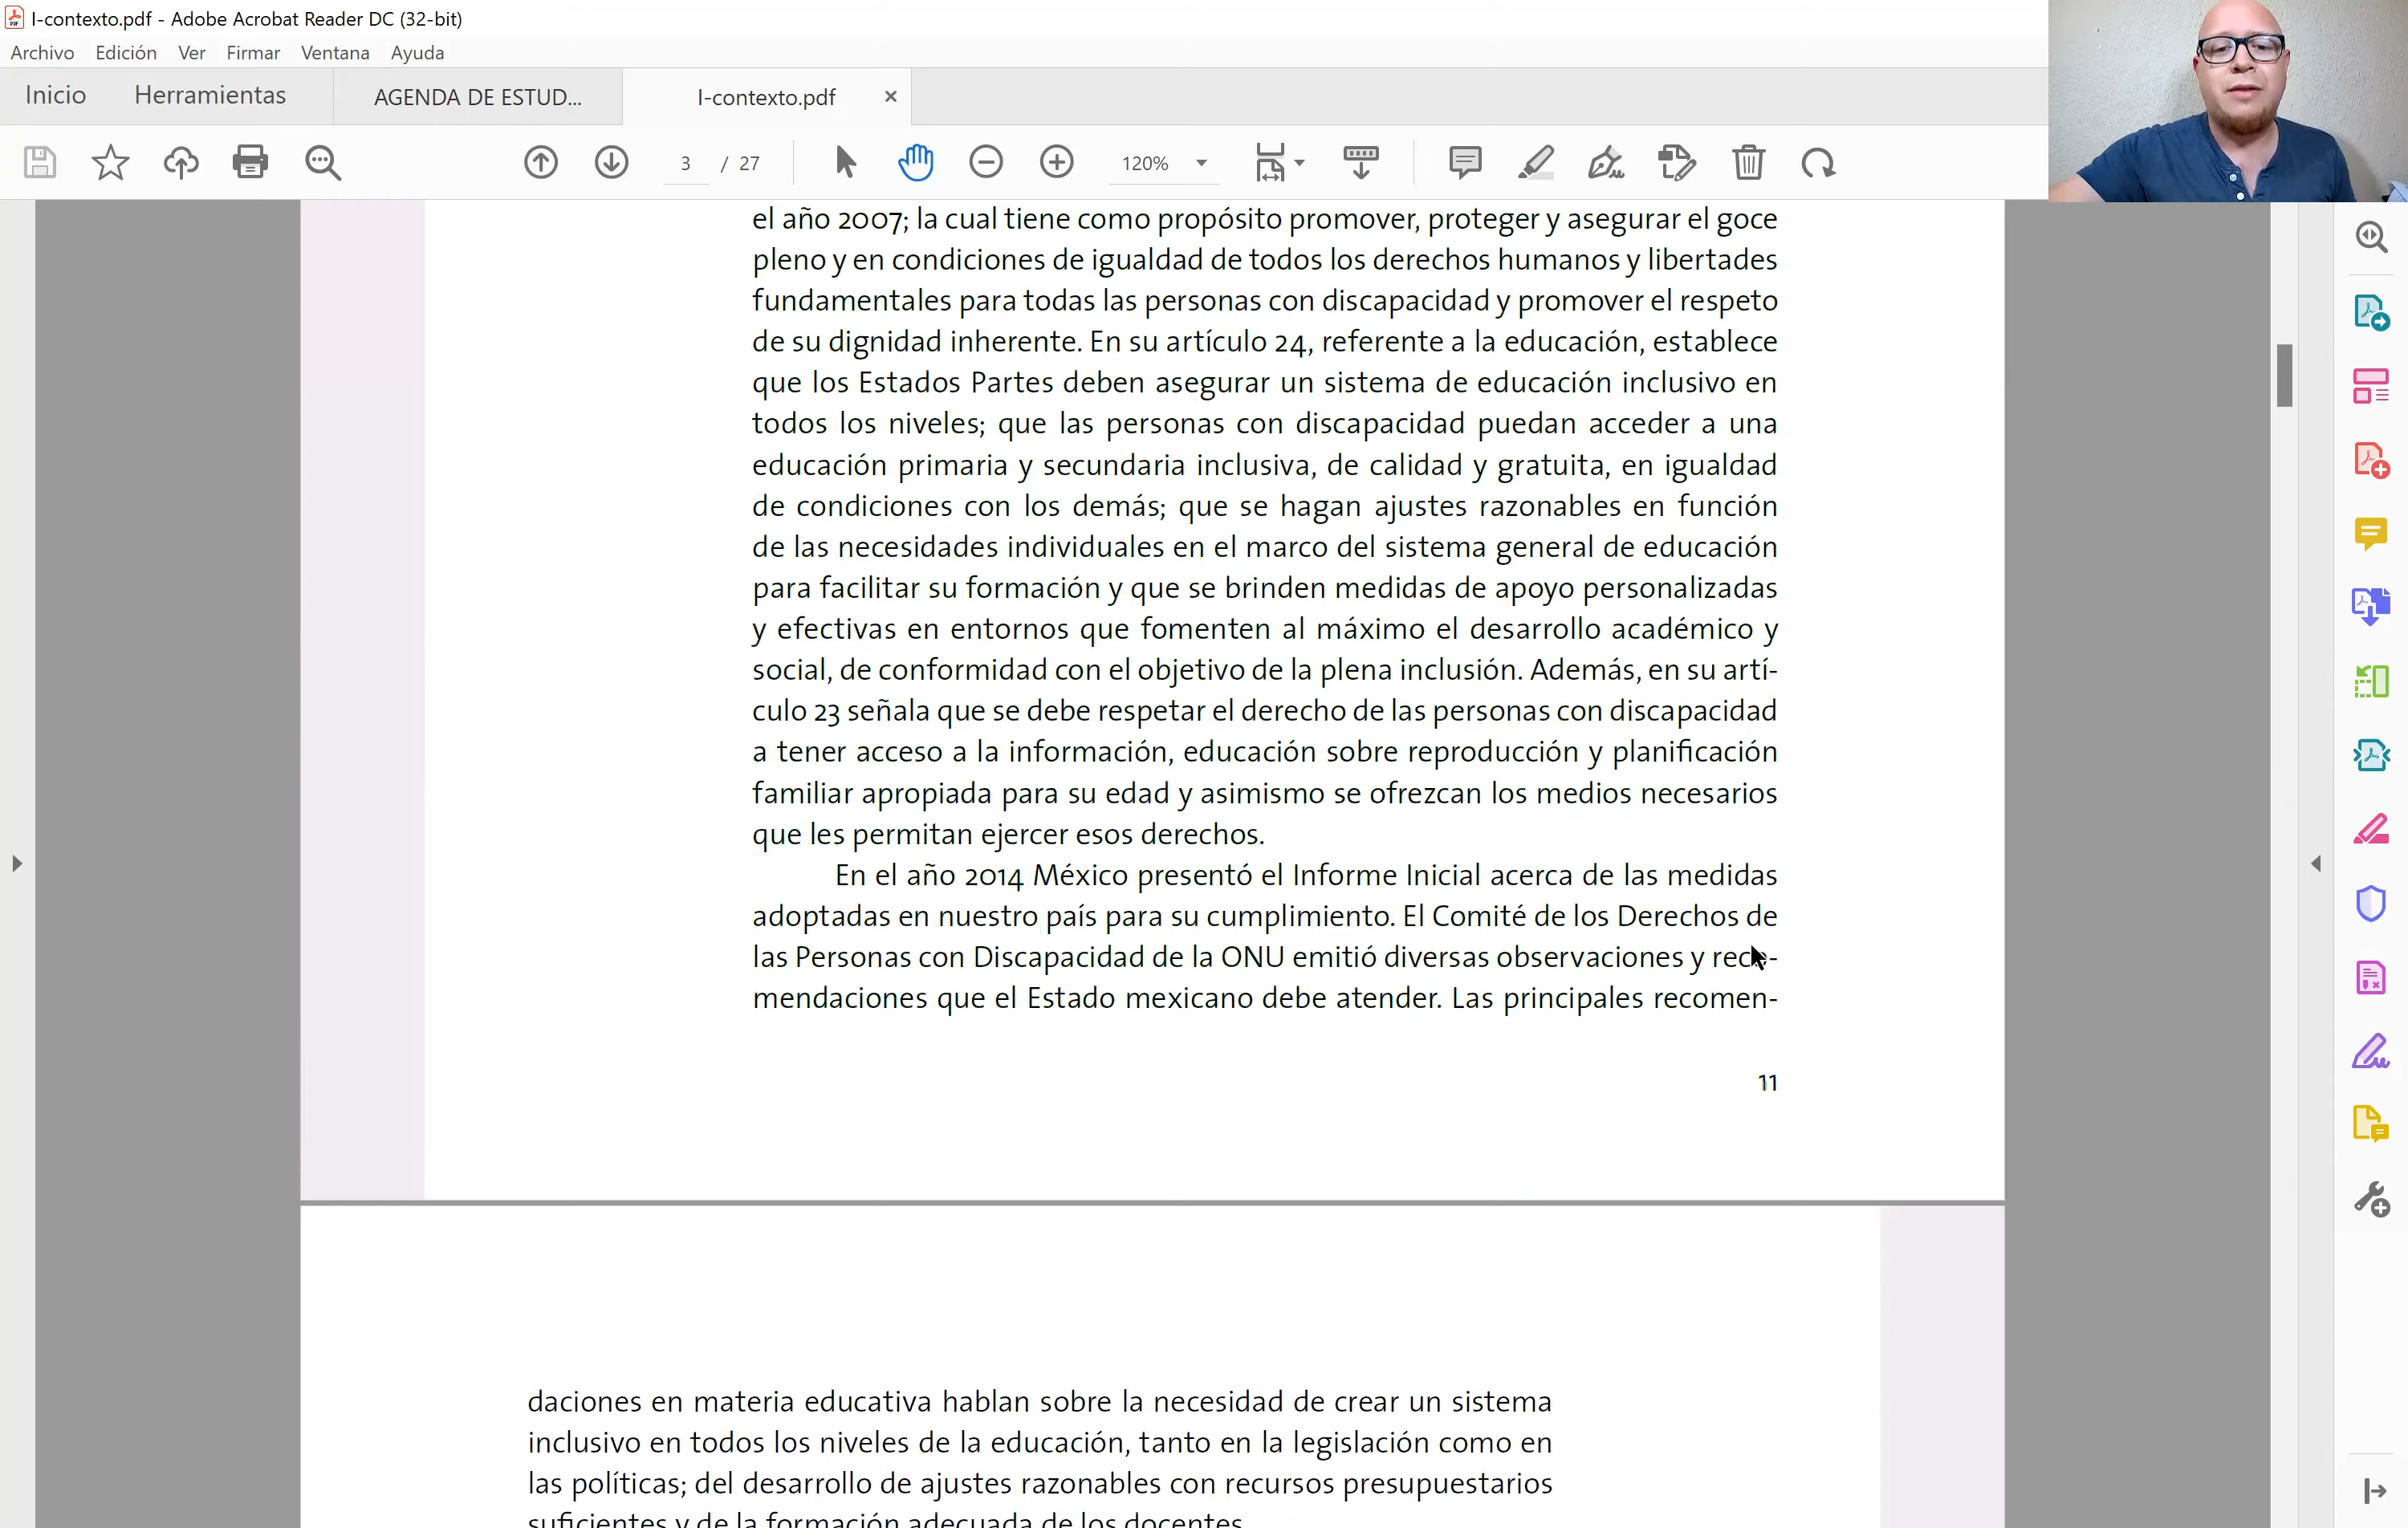 I-contexto.pdf - Adobe Acrobat Reader DC (32-bit)
Archivo Edición Ver Firmar Ventana Ayuda
Inicio Herramientas AGENDA DE ESTUD... I-contexto.pdf
3 / 27 120%
el año 2007; la cual tiene como propósito promover, proteger y asegurar el goce
pleno y en condiciones de igualdad de todos los derechos humanos y libertades
fundamentales para todas las personas con discapacidad y promover el respeto
de su dignidad inherente. En su artículo 24, referente a la educación, establece
que los Estados Partes deben asegurar un sistema de educación inclusivo en
todos los niveles; que las personas con discapacidad puedan acceder a una
educación primaria y secundaria inclusiva, de calidad y gratuita, en igualdad
de condiciones con los demás; que se hagan ajustes razonables en función
de las necesidades individuales en el marco del sistema general de educación
para facilitar su formación y que se brinden medidas de apoyo personalizadas
y efectivas en entornos que fomenten al máximo el desarrollo académico y
social, de conformidad con el objetivo de la plena inclusión. Además, en su artí-
culo 23 señala que se debe respetar el derecho de las personas con discapacidad
a tener acceso a la información, educación sobre reproducción y planificación
familiar apropiada para su edad y asimismo se ofrezcan los medios necesarios
que les permitan ejercer esos derechos.
En el año 2014 México presentó el Informe Inicial acerca de las medidas
adoptadas en nuestro país para su cumplimiento. El Comité de los Derechos de
las Personas con Discapacidad de la ONU emitió diversas observaciones y reco-
mendaciones que el Estado mexicano debe atender. Las principales recomen-
11
daciones en materia educativa hablan sobre la necesidad de crear un sistema
inclusivo en todos los niveles de la educación, tanto en la legislación como en
las políticas; del desarrollo de ajustes razonables con recursos presupuestarios
suficientes y de la formación adecuada de los docentes.